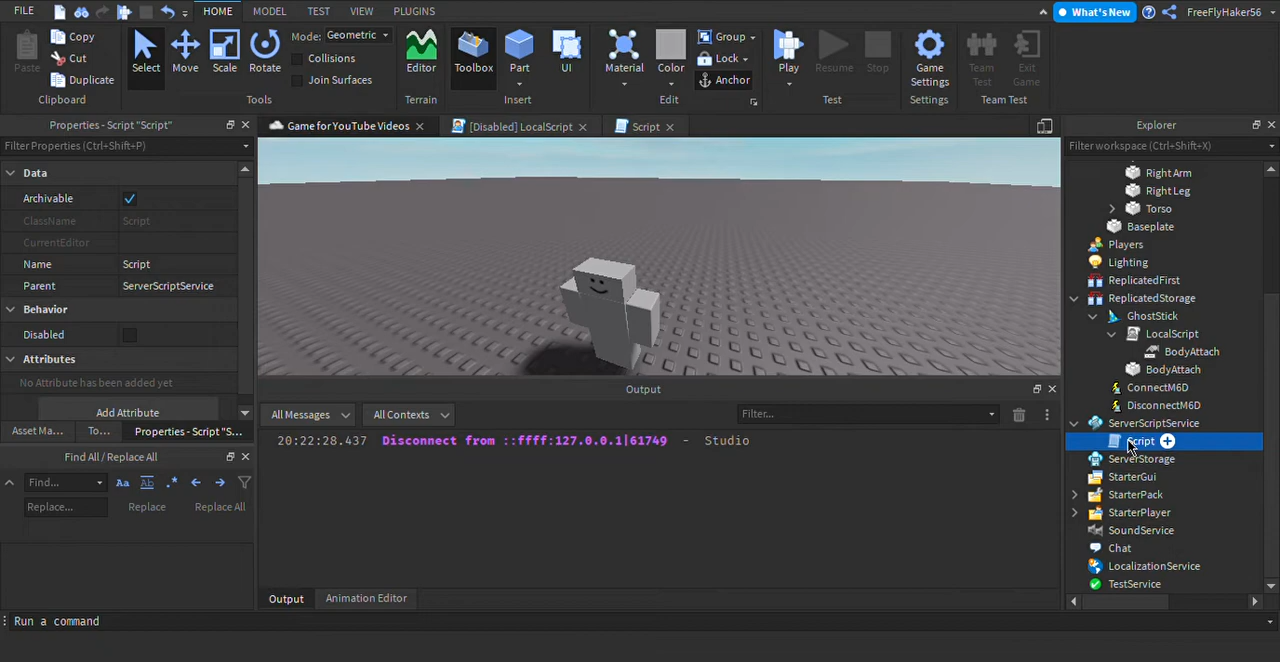 FILE HOME MODEL TEST VIEW PLUGINS What's New FreeFlyHaker56
Paste Copy Cut Duplicate Clipboard
Select Move Scale Rotate Mode: Geometric Collisions Join Surfaces Tools
Editor Terrain
Toolbox Part UI Insert
Material Color Group Lock Anchor Edit
Play Resume Stop Test
Game Settings Settings
Team Test Exit Game Team Test
Properties - Script "Script"
Filter Properties (Ctrl+Shift+P)
Data
Archivable
ClassName Script
CurrentEditor
Name Script
Parent ServerScriptService
Behavior
Disabled
Attributes
No Attribute has been added yet
Add Attribute
Asset Ma... To... Properties - Script "S...
Find All / Replace All
Find... Aa Ab .*
Replace... Replace Replace All
Game for YouTube Videos [Disabled] LocalScript Script
Output
All Messages All Contexts Filter...
20:22:28.437 Disconnect from ::ffff:127.0.0.1|61749 - Studio
Output Animation Editor
Explorer
Filter workspace (Ctrl+Shift+X)
Right Arm
Right Leg
Torso
Baseplate
Players
Lighting
ReplicatedFirst
ReplicatedStorage
GhostStick
LocalScript
BodyAttach
BodyAttach
ConnectM6D
DisconnectM6D
ServerScriptService
Script
ServerStorage
StarterGui
StarterPack
StarterPlayer
SoundService
Chat
LocalizationService
TestService
Run a command